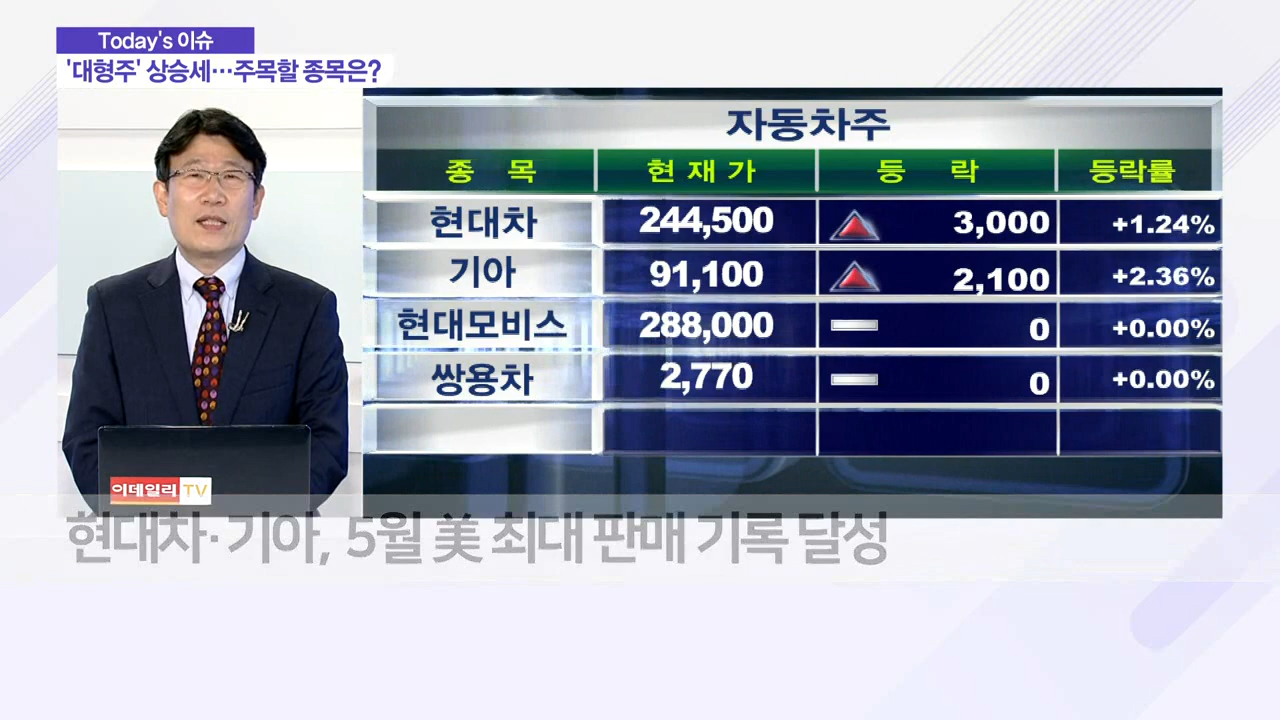 Today's 이슈
'대형주' 상승세…주목할 종목은?
자동차주
종 목 현재가 등 락 등락률
현대차 244,500 3,000 +1.24%
기아 91,100 2,100 +2.36%
현대모비스 288,000 0 +0.00%
쌍용차 2,770 0 +0.00%
이데일리 TV
현대차·기아, 5월 美 최대 판매 기록 달성